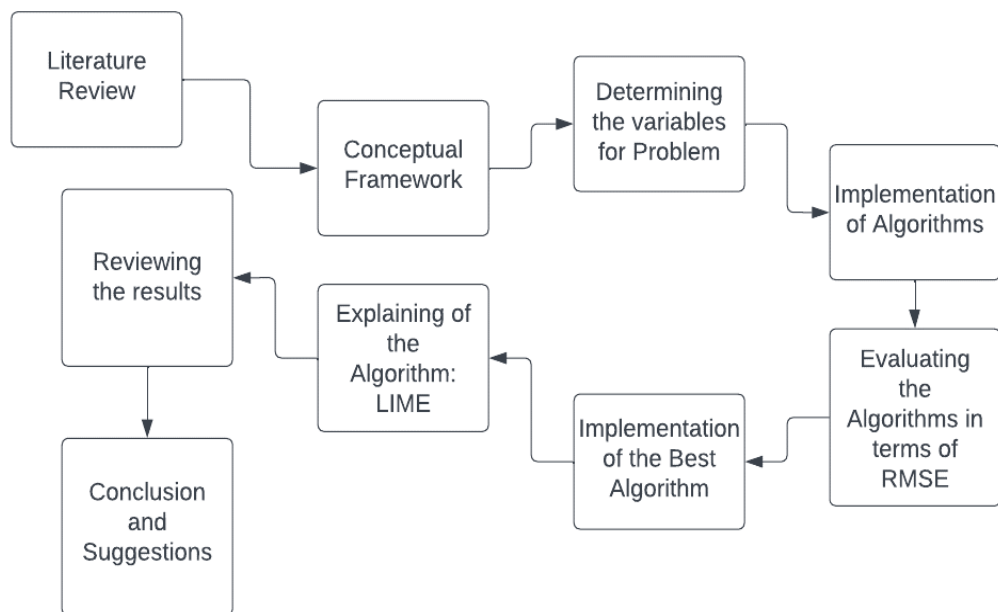 Literature
Review
Conceptual
Framework
Determining
the variables
for Problem
Implementation
of Algorithms
Evaluating
the
Algorithms in
terms of
RMSE
Implementation
of the Best
Algorithm
Explaining of
the
Algorithm:
LIME
Reviewing
the results
Conclusion
and
Suggestions